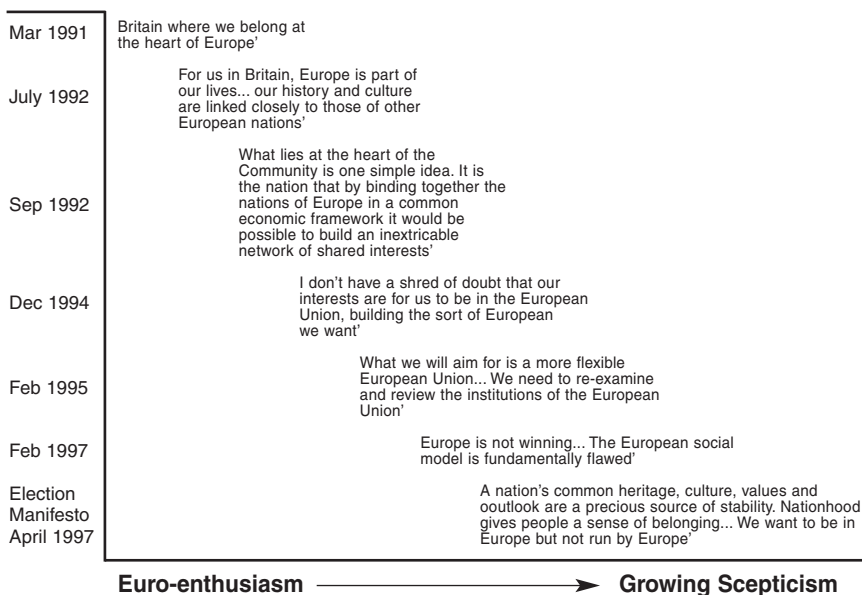 Mar 1991
Britain where we belong at
the heart of Europe'
July 1992
For us in Britain, Europe is part of
our lives... our history and culture
are linked closely to those of other
European nations'
Sep 1992
What lies at the heart of the
Community is one simple idea. It is
the nation that by binding together the
nations of Europe in a common
economic framework it would be
possible to build an inextricable
network of shared interests'
Dec 1994
I don't have a shred of doubt that our
interests are for us to be in the European
Union, building the sort of European
we want'
Feb 1995
What we will aim for is a more flexible
European Union... We need to re-examine
and review the institutions of the European
Union'
Feb 1997
Europe is not winning... The European social
model is fundamentally flawed'
Election
Manifesto
April 1997
A nation's common heritage, culture, values and
ooutlook are a precious source of stability. Nationhood
gives people a sense of belonging... We want to be in
Europe but not run by Europe'
Euro-enthusiasm Growing Scepticism